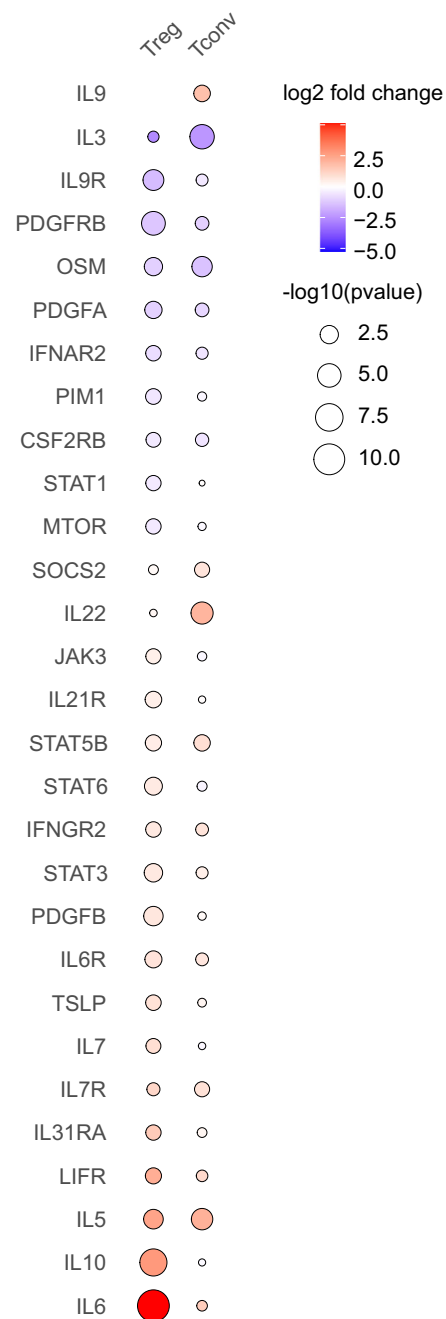 Treg Tconv
IL9
IL3
IL9R
PDGFRB
OSM
PDGFA
IFNAR2
PIM1
CSF2RB
STAT1
MTOR
SOCS2
IL22
JAK3
IL21R
STAT5B
STAT6
IFNGR2
STAT3
PDGFB
IL6R
TSLP
IL7
IL7R
IL31RA
LIFR
IL5
IL10
IL6
log2 fold change
2.5
0.0
−2.5
−5.0
-log10(pvalue)
2.5
5.0
7.5
10.0